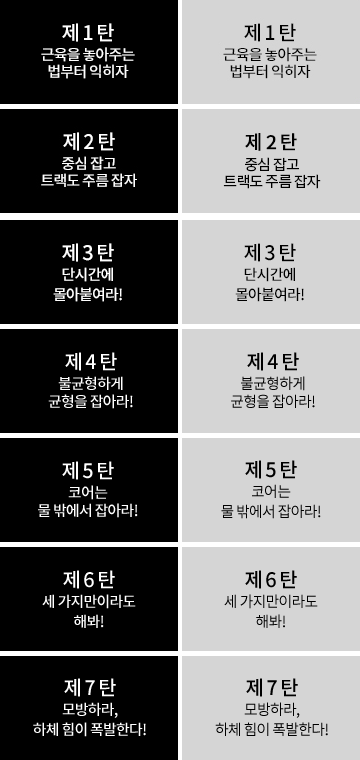 제1탄
근육을 놓아주는
법부터 익히자
제1탄
근육을 놓아주는
법부터 익히자
제2탄
중심 잡고
트랙도 주름 잡자
제2탄
중심 잡고
트랙도 주름 잡자
제3탄
단시간에
몰아붙여라!
제3탄
단시간에
몰아붙여라!
제4탄
불균형하게
균형을 잡아라!
제4탄
불균형하게
균형을 잡아라!
제5탄
코어는
물 밖에서 잡아라!
제5탄
코어는
물 밖에서 잡아라!
제6탄
세 가지만이라도
해봐!
제6탄
세 가지만이라도
해봐!
제7탄
모방하라,
하체 힘이 폭발한다!
제7탄
모방하라,
하체 힘이 폭발한다!